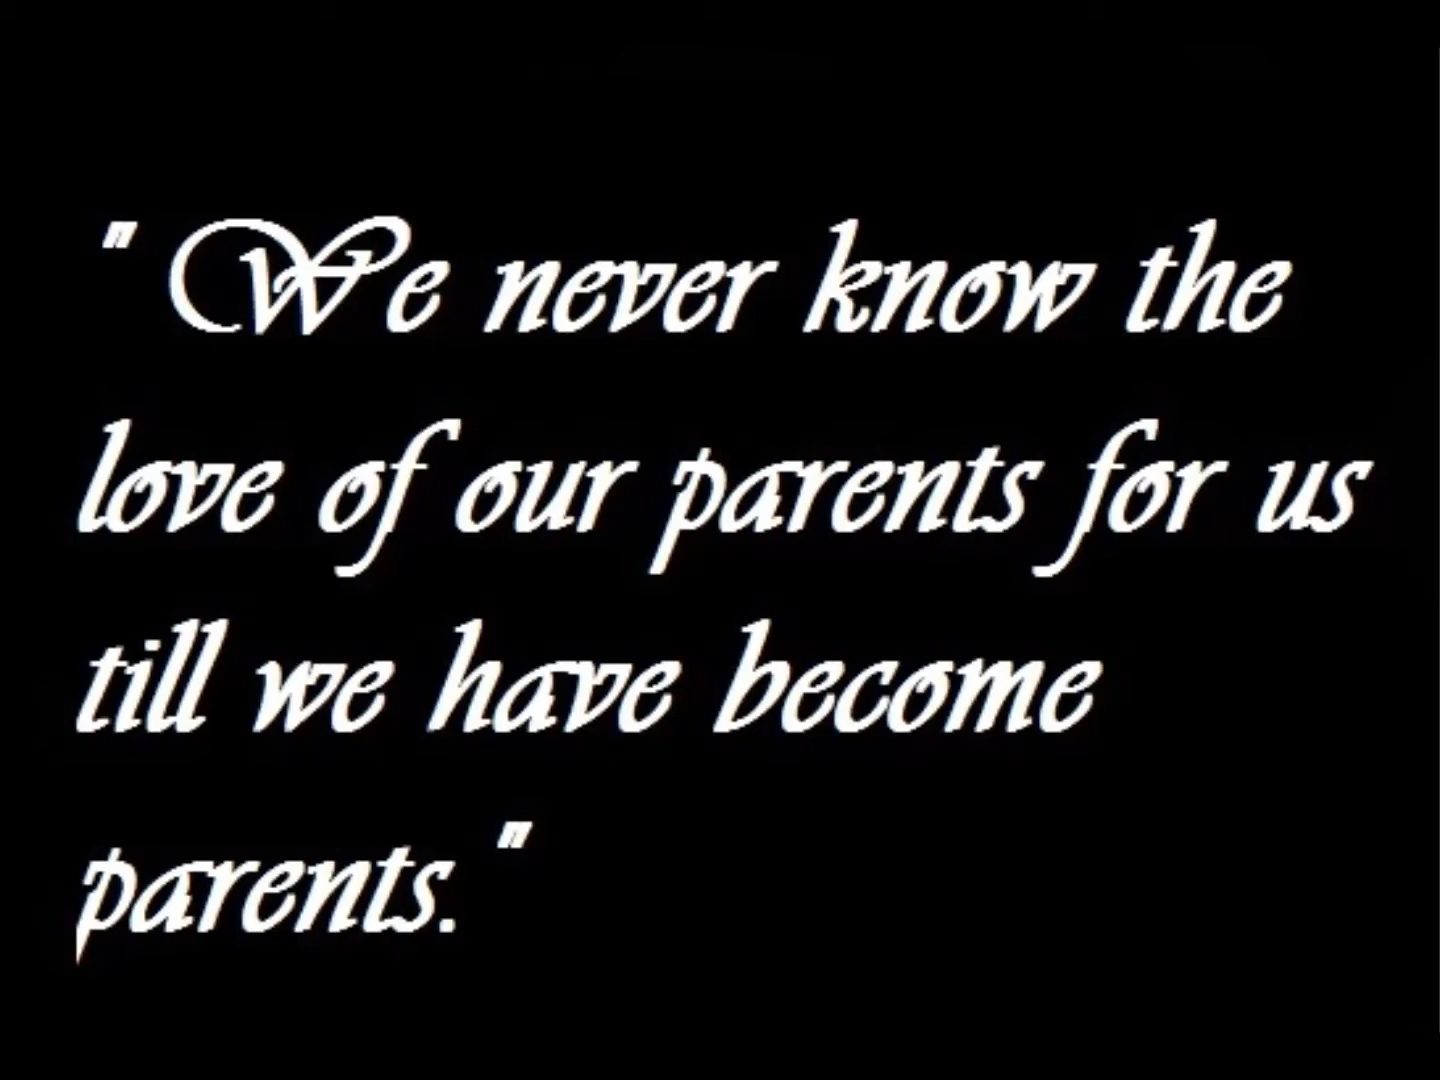 " We never know the
love of our parents for us
till we have become
parents. "